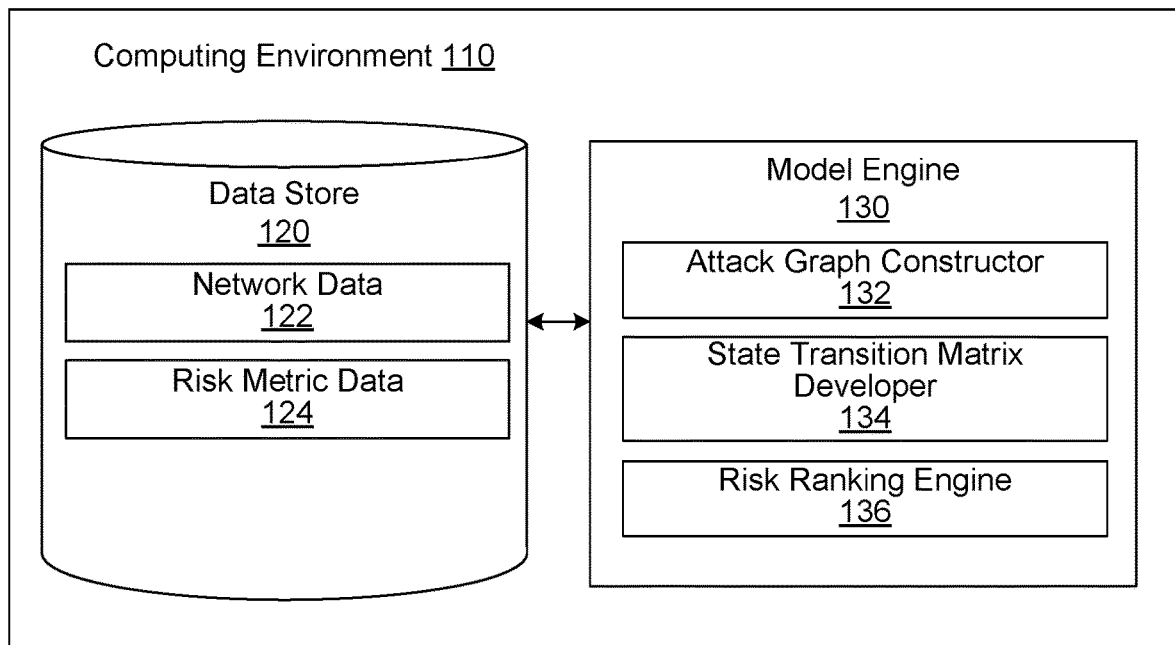 Computing Environment 110
Data Store
120
Network Data
122
Risk Metric Data
124
Model Engine
130
Attack Graph Constructor
132
State Transition Matrix
Developer
134
Risk Ranking Engine
136